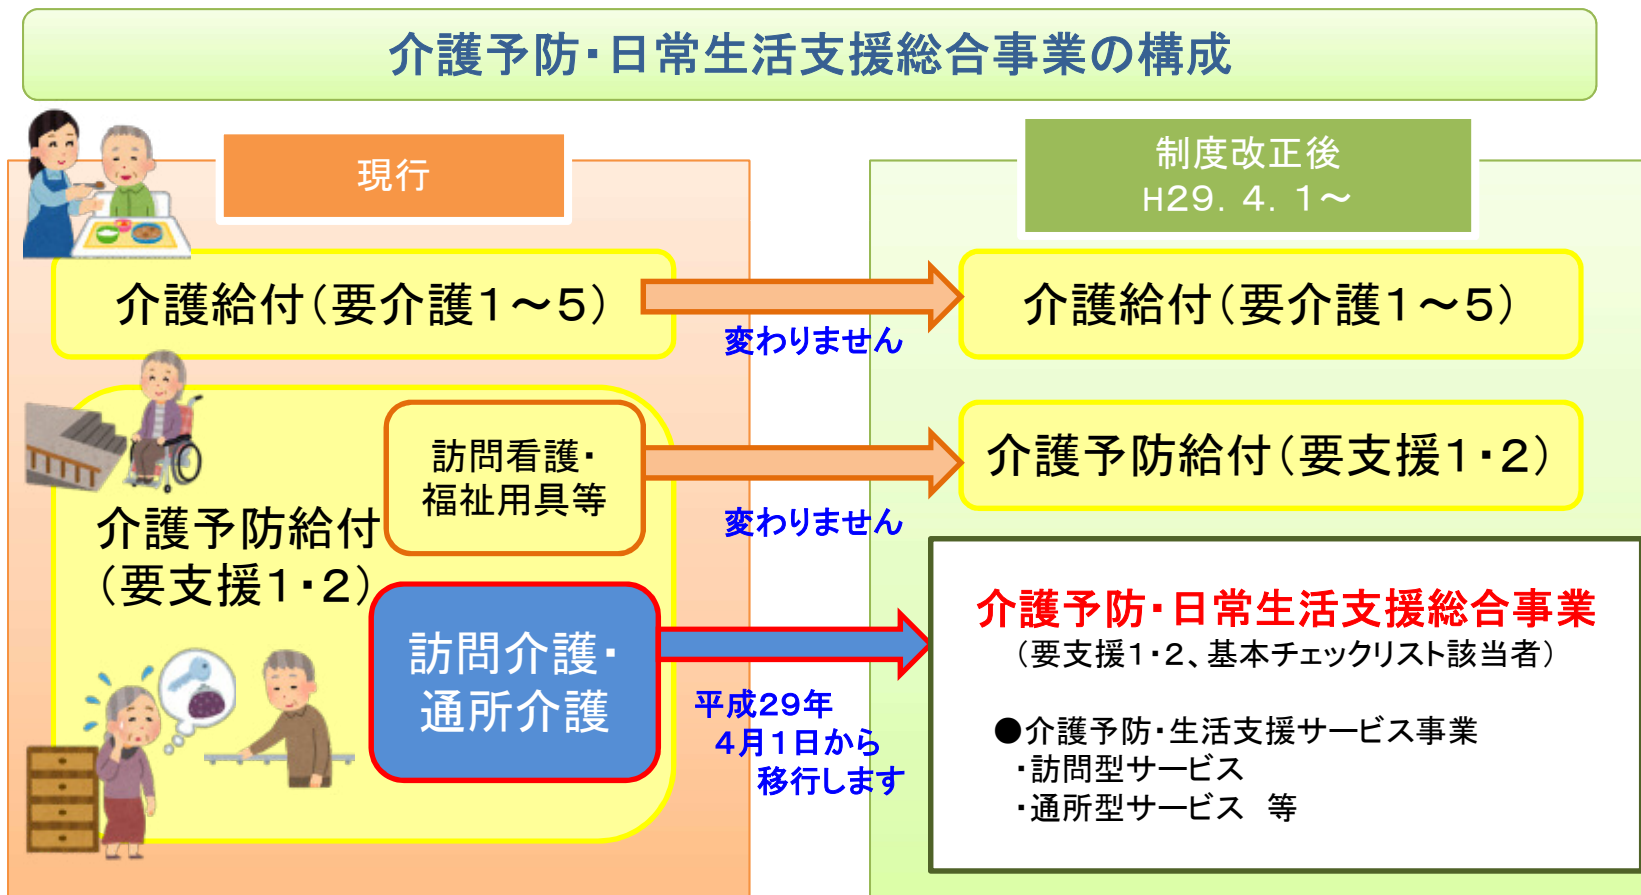 介護予防・日常生活支援総合事業の構成
現行
制度改正後
H29．4．1～
介護給付（要介護1～5）
変わりません
介護給付（要介護1～5）
訪問看護・
福祉用具等
変わりません
介護予防給付（要支援1・2）
介護予防給付
（要支援1・2）
訪問介護・
通所介護
平成29年
4月1日から
移行します
介護予防・日常生活支援総合事業
（要支援1・2、基本チェックリスト該当者）
●介護予防・生活支援サービス事業
・訪問型サービス
・通所型サービス　等